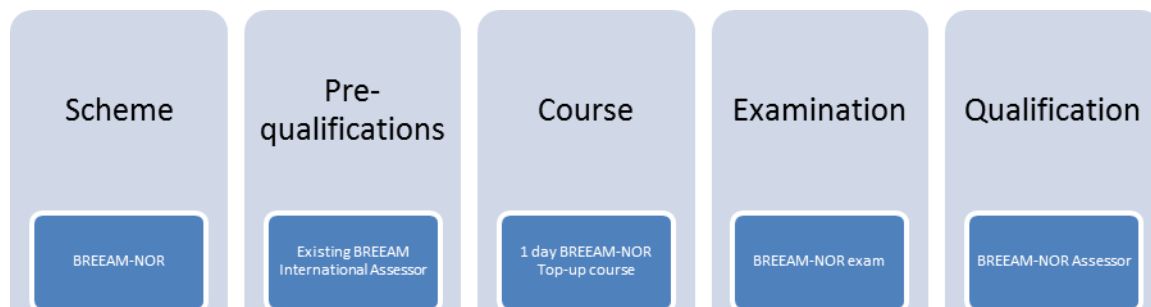 Scheme
Pre-
qualifications
Course
Examination
Qualification
BREEAM-NOR
Existing BREEAM
International Assessor
1 day BREEAM-NOR
Top-up course
BREEAM-NOR exam
BREEAM-NOR Assessor